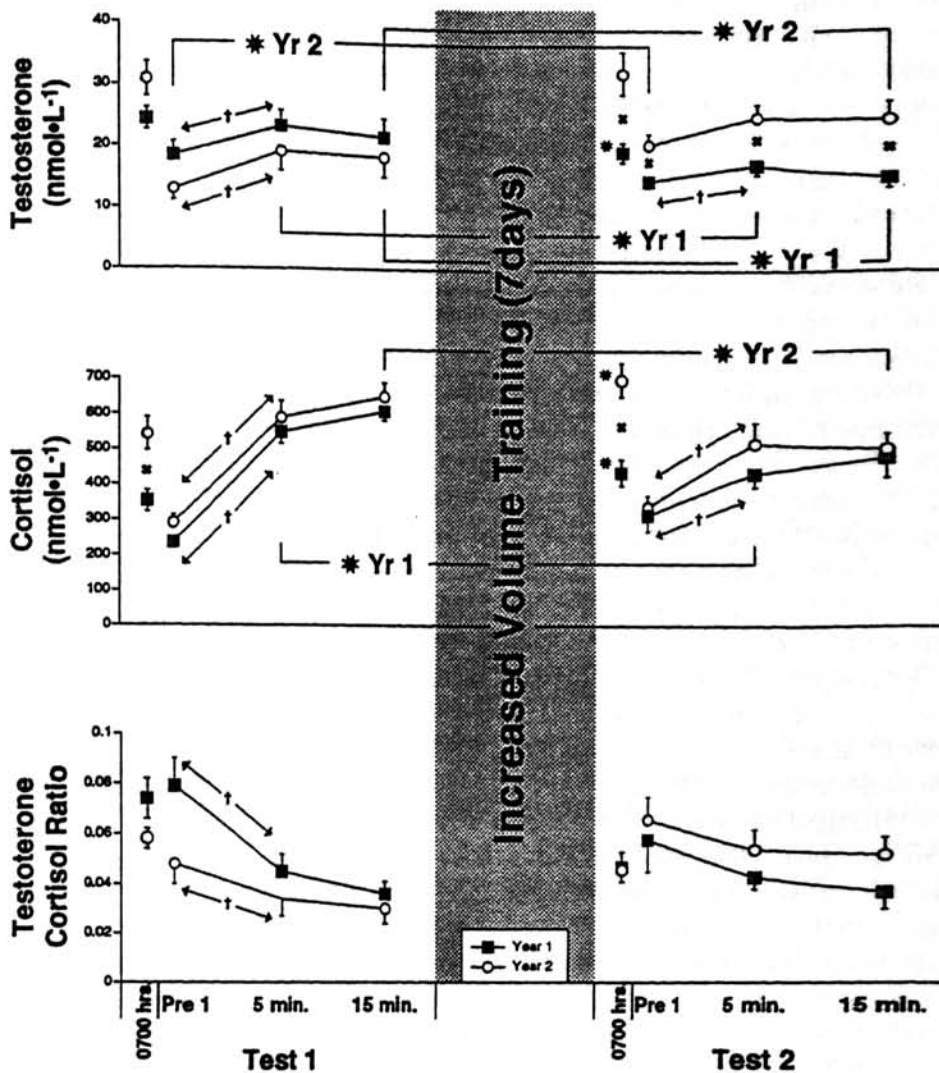 Testosterone
(nmol•L-1)
40
30
20
10
0
✷ Yr 2
✷ Yr 2
†
†
†
✷ Yr 1
✷ Yr 1
Increased Volume Training (7days)
Cortisol
(nmol•L-1)
700
600
500
400
300
200
100
0
✷ Yr 2
†
†
†
†
✷ Yr 1
Testoterone
Cortisol Ratio
0.1
0.08
0.06
0.04
0.02
0
†
†
Year 1
Year 2
0700 hrs.
Pre 1
5 min.
15 min.
0700 hrs.
Pre 1
5 min.
15 min.
Test 1
Test 2